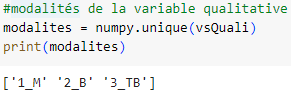 #modalités de la variable qualitative
modalites = numpy.unique(vsQuali)
print(modalites)
['1_M' '2_B' '3_TB']